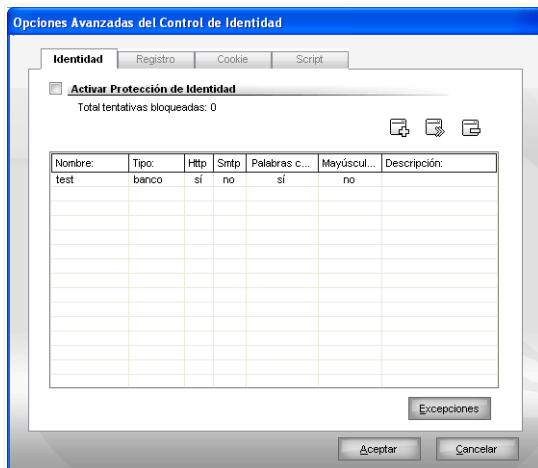 Opciones Avanzadas del Control de Identidad
Identidad Registro Cookie Script
Activar Protección de Identidad
Total tentativas bloqueadas: 0
Nombre: Tipo: Http Smtp Palabras c... Mayúscul... Descripción:
test banco sí no sí no
Excepciones
Aceptar Cancelar